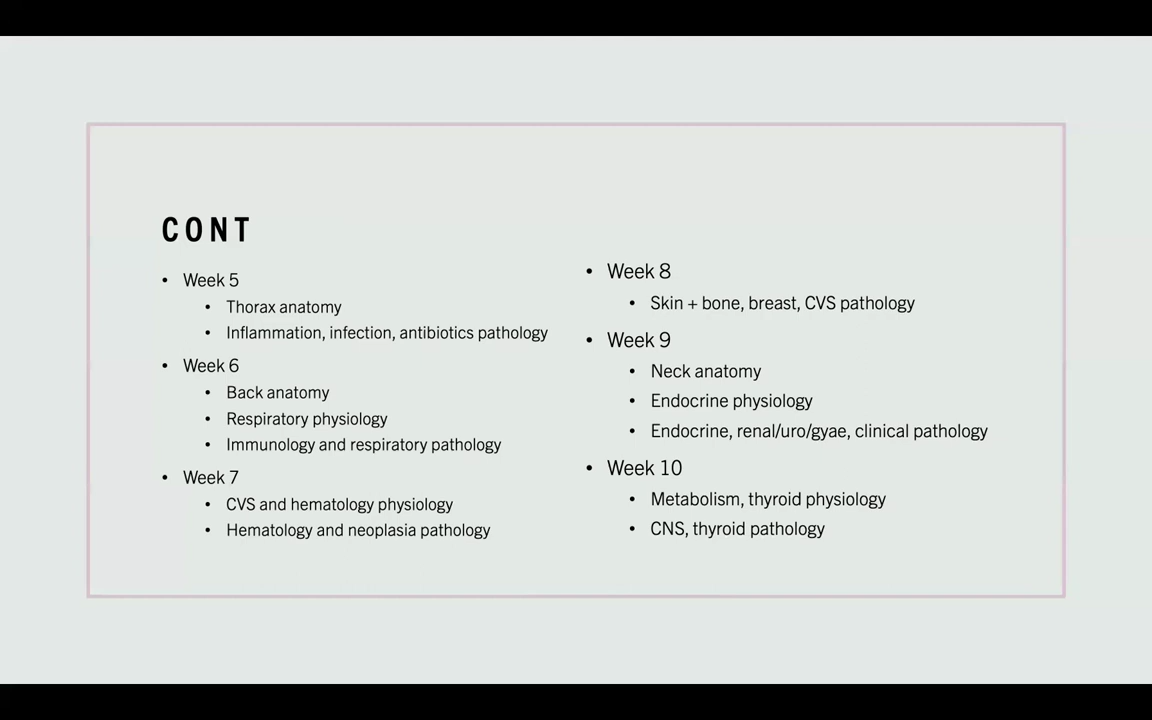 CONT
• Week 5
• Thorax anatomy
• Inflammation, infection, antibiotics pathology
• Week 6
• Back anatomy
• Respiratory physiology
• Immunology and respiratory pathology
• Week 7
• CVS and hematology physiology
• Hematology and neoplasia pathology
• Week 8
• Skin + bone, breast, CVS pathology
• Week 9
• Neck anatomy
• Endocrine physiology
• Endocrine, renal/uro/gyae, clinical pathology
• Week 10
• Metabolism, thyroid physiology
• CNS, thyroid pathology